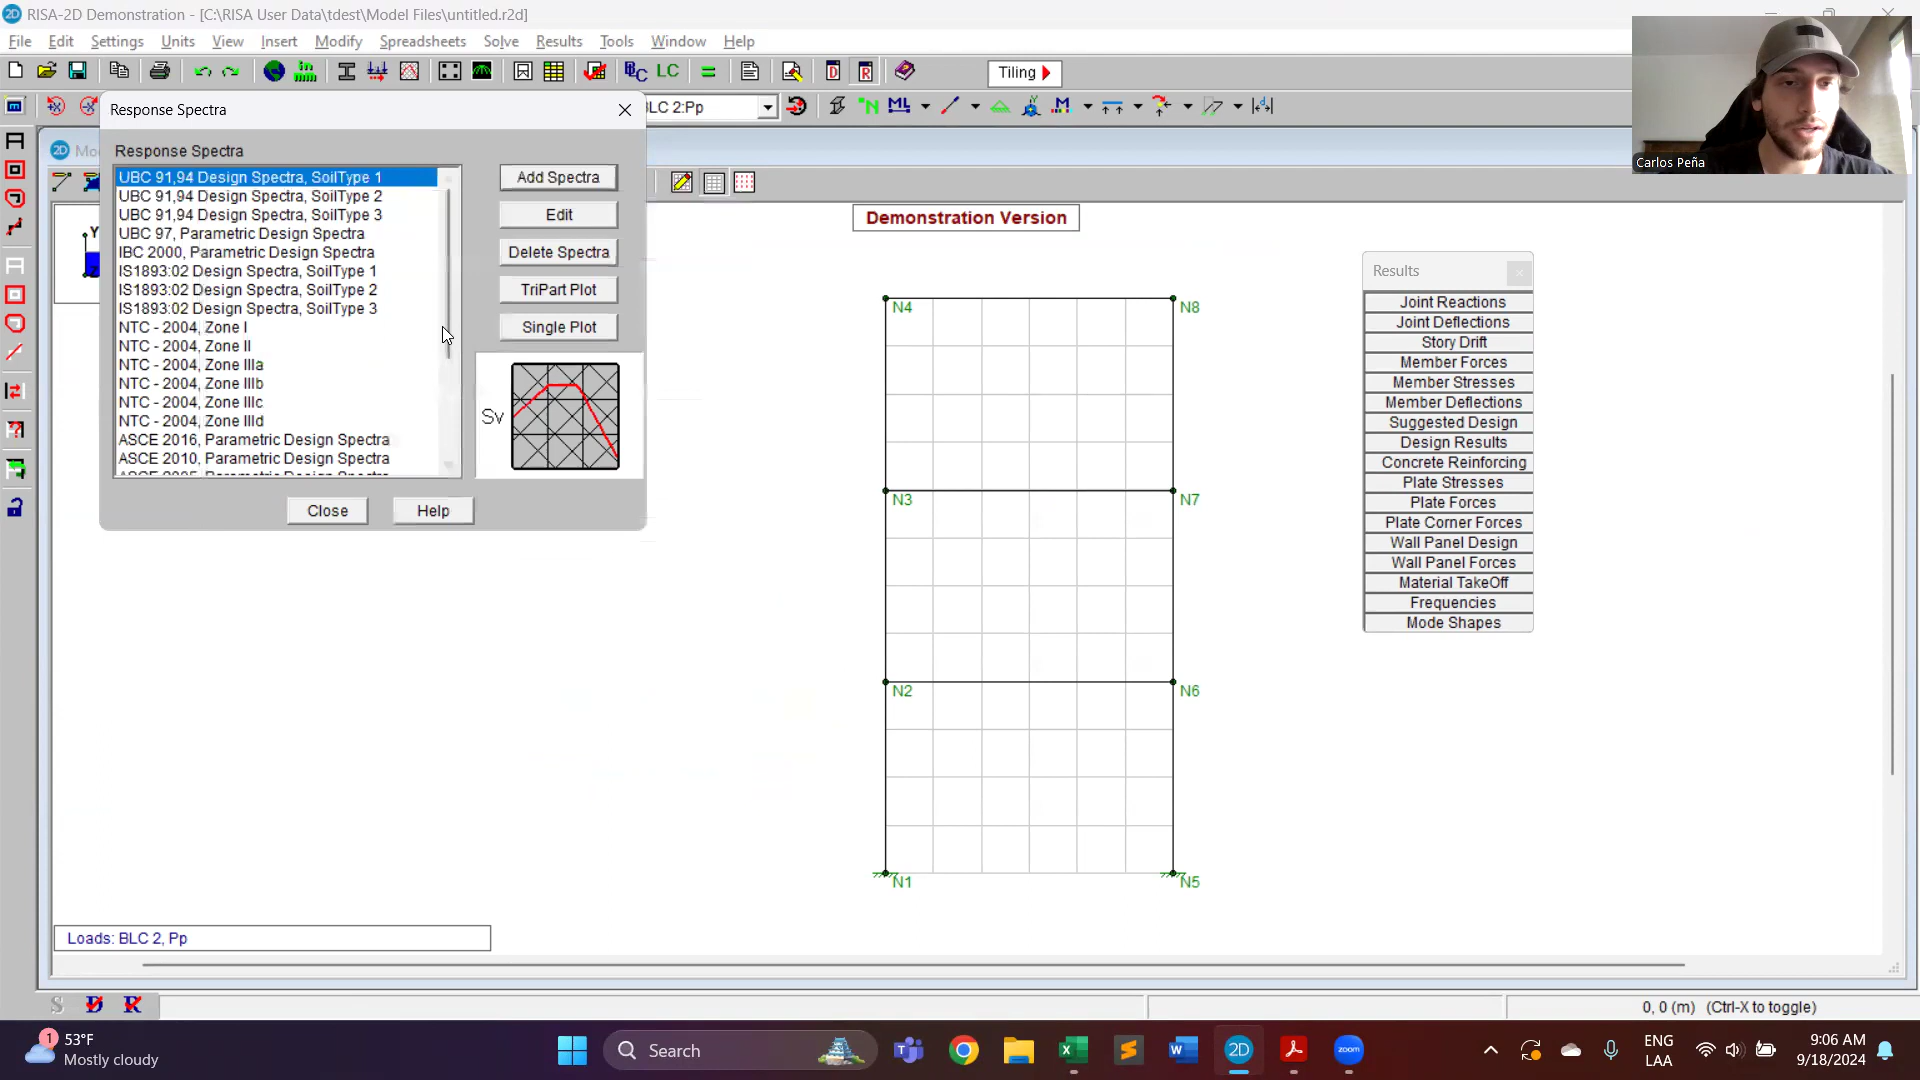 RISA-2D Demonstration - [C:\RISA User Data\tdest\Model Files\untitled.r2d]
File Edit Settings Units View Insert Modify Spreadsheets Solve Results Tools Window Help
Tiling
Response Spectra
BLC 2:Pp
Carlos Peña
Response Spectra
UBC 91,94 Design Spectra, SoilType 1
UBC 91,94 Design Spectra, SoilType 2
UBC 91,94 Design Spectra, SoilType 3
UBC 97, Parametric Design Spectra
IBC 2000, Parametric Design Spectra
IS1893:02 Design Spectra, SoilType 1
IS1893:02 Design Spectra, SoilType 2
IS1893:02 Design Spectra, SoilType 3
NTC - 2004, Zone I
NTC - 2004, Zone II
NTC - 2004, Zone IIIa
NTC - 2004, Zone IIIb
NTC - 2004, Zone IIIc
NTC - 2004, Zone IIId
ASCE 2016, Parametric Design Spectra
ASCE 2010, Parametric Design Spectra
Add Spectra
Edit
Delete Spectra
TriPart Plot
Single Plot
Sv
Close Help
Y
Demonstration Version
N4 N8
N3 N7
N2 N6
N1 N5
Results
Joint Reactions
Joint Deflections
Story Drift
Member Forces
Member Stresses
Member Deflections
Suggested Design
Design Results
Concrete Reinforcing
Plate Stresses
Plate Forces
Plate Corner Forces
Wall Panel Design
Wall Panel Forces
Material TakeOff
Frequencies
Mode Shapes
Loads: BLC 2, Pp
0, 0 (m) (Ctrl-X to toggle)
53°F
Mostly cloudy
Search
zoom
ENG
LAA
9:06 AM
9/18/2024